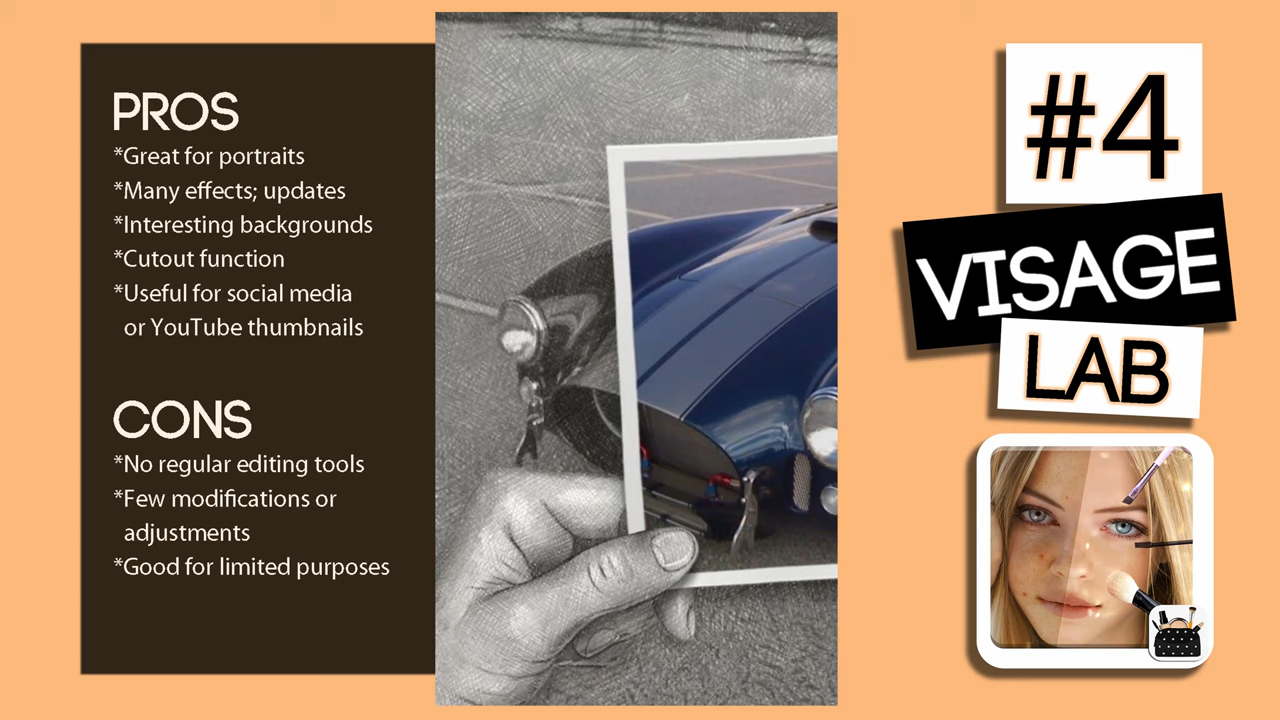 PROS
*Great for portraits
*Many effects; updates
*Interesting backgrounds
*Cutout function
*Useful for social media
or YouTube thumbnails
CONS
*No regular editing tools
*Few modifications or
adjustments
*Good for limited purposes
#4
VISAGE
LAB